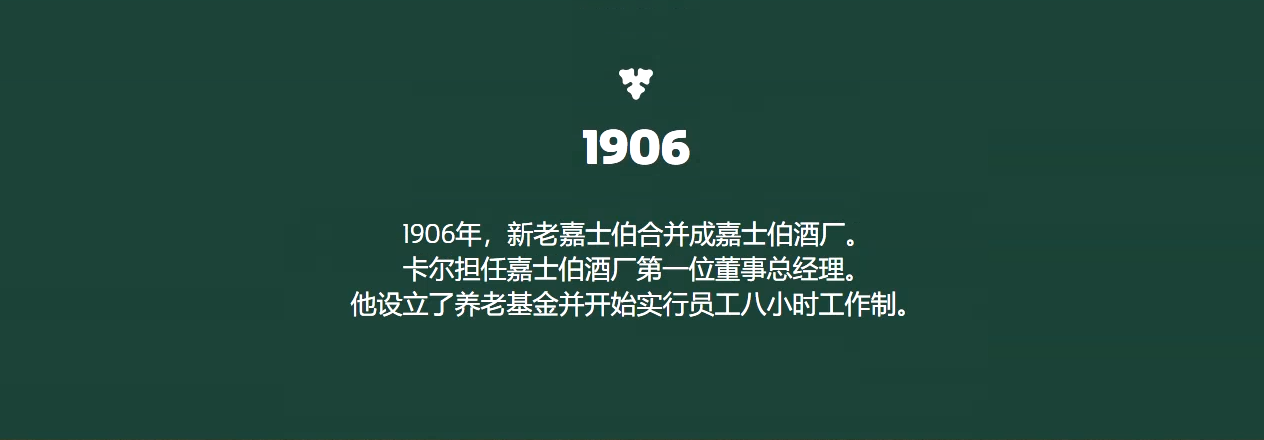 1906
1906年，新老嘉士伯合并成嘉士伯酒厂。
卡尔担任嘉士伯酒厂第一位董事总经理。
他设立了养老基金并开始实行员工八小时工作制。